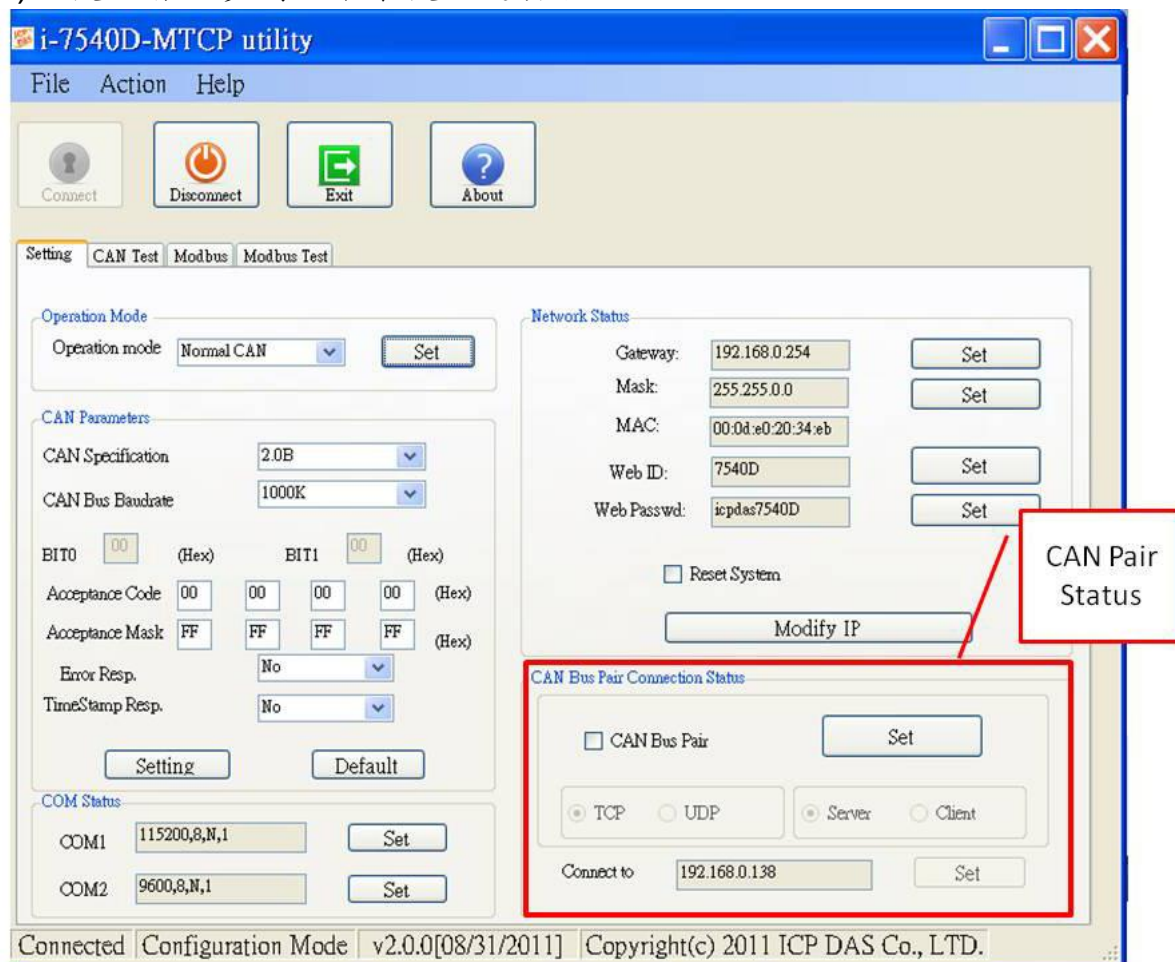 i-7540D-MTCP utility
File Action Help
Connect Disconnect Exit About
Setting CAN Test Modbus Modbus Test
Operation Mode
Operation mode Normal CAN Set
CAN Parameters
CAN Specification 2.0B
CAN Bus Baudrate 1000K
BIT0 00 (Hex) BIT1 00 (Hex)
Acceptance Code 00 00 00 00 (Hex)
Acceptance Mask FF FF FF FF (Hex)
Error Resp. No
TimeStamp Resp. No
Setting Default
COM Status
COM1 115200,8,N,1 Set
COM2 9600,8,N,1 Set
Network Status
Gateway: 192.168.0.254 Set
Mask: 255.255.0.0 Set
MAC: 00:0d:e0:20:34:eb
Web ID: 7540D Set
Web Passwd: icpdas7540D Set
Reset System
Modify IP
CAN Pair
Status
CAN Bus Pair Connection Status
CAN Bus Pair Set
TCP UDP Server Client
Connect to 192.168.0.138 Set
Connected Configuration Mode v2.0.0[08/31/2011] Copyright(c) 2011 ICP DAS Co., LTD.